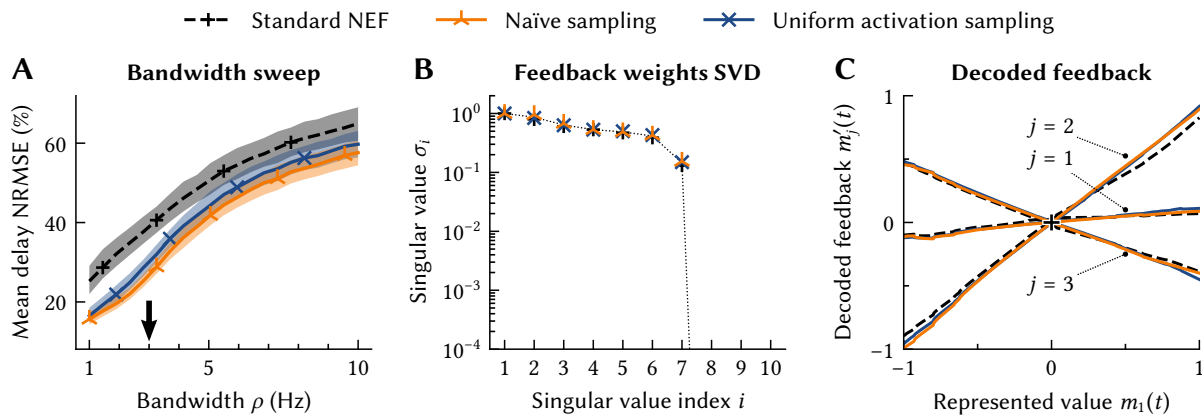 Standard NEF Naïve sampling Uniform activation sampling
A Bandwidth sweep
Mean delay NRMSE (%)
60
40
20
1 5 10
Bandwidth ρ (Hz)
B Feedback weights SVD
Singular value σi
10^0
10^−1
10^−2
10^−3
10^−4
1 2 3 4 5 6 7 8 9 10
Singular value index i
C Decoded feedback
Decoded feedback m′j(t)
1
0
−1
j = 2
j = 1
j = 3
−1 0 1
Represented value m1(t)